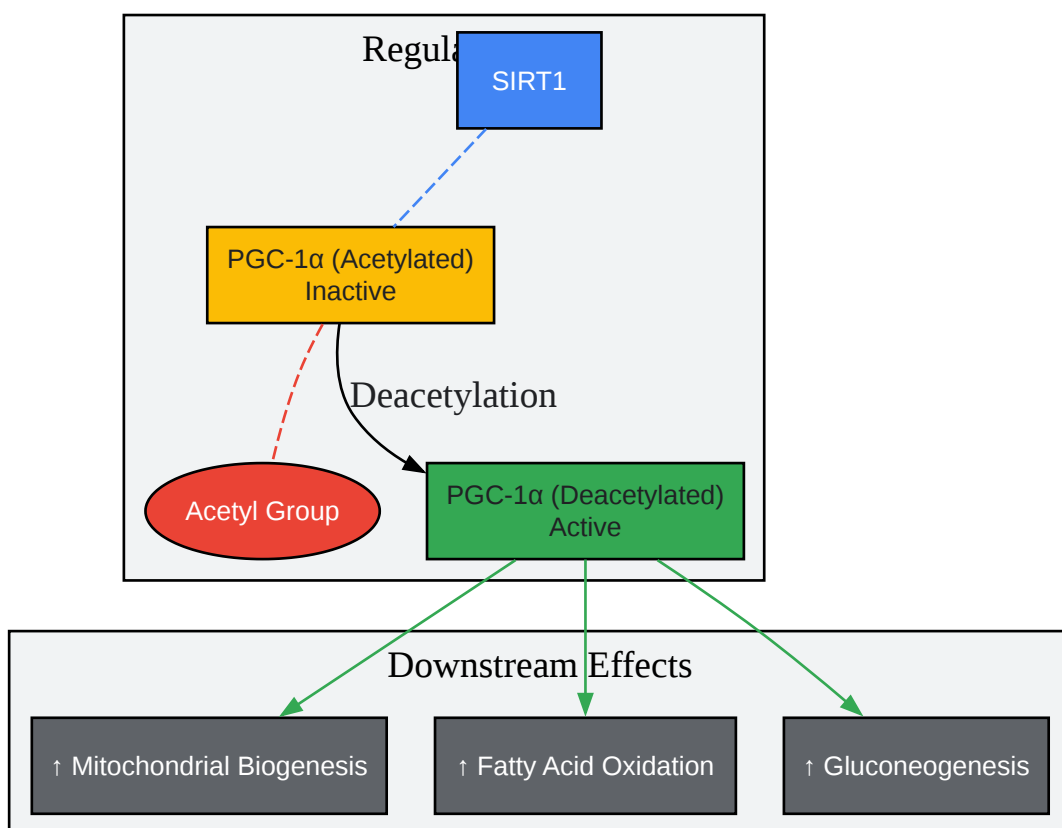 SIRT1
PGC-1α (Acetylated)
Inactive
Deacetylation
Acetyl Group
PGC-1α (Deacetylated)
Active
Downstream Effects
↑ Mitochondrial Biogenesis
↑ Fatty Acid Oxidation
↑ Gluconeogenesis